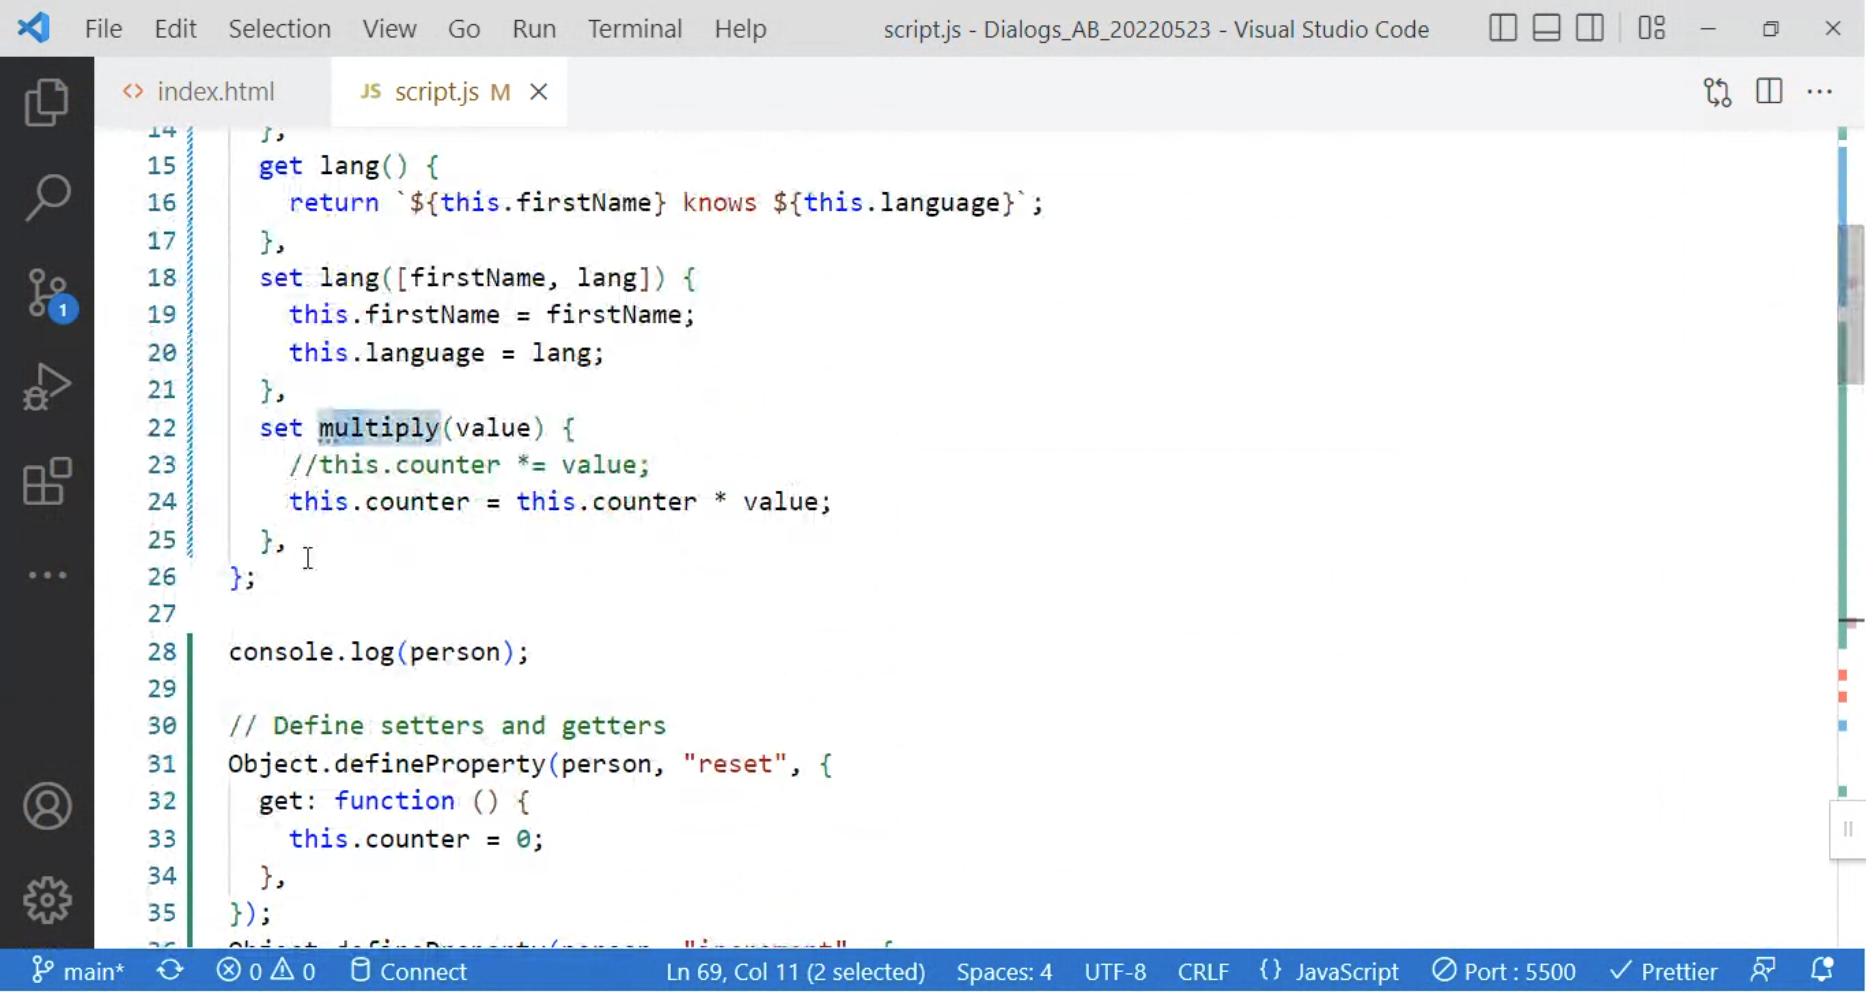 File Edit Selection View Go Run Terminal Help script.js - Dialogs_AB_20220523 - Visual Studio Code
<> index.html JS script.js M
14 },
15 get lang() {
16 return `${this.firstName} knows ${this.language}`;
17 },
18 set lang([firstName, lang]) {
19 this.firstName = firstName;
20 this.language = lang;
21 },
22 set multiply(value) {
23 //this.counter *= value;
24 this.counter = this.counter * value;
25 },
26 };
27
28 console.log(person);
29
30 // Define setters and getters
31 Object.defineProperty(person, "reset", {
32 get: function () {
33 this.counter = 0;
34 },
35 });
36 Object.defineProperty(person, "increment", {
1
main* 0 0 Connect Ln 69, Col 11 (2 selected) Spaces: 4 UTF-8 CRLF {} JavaScript Port : 5500 Prettier